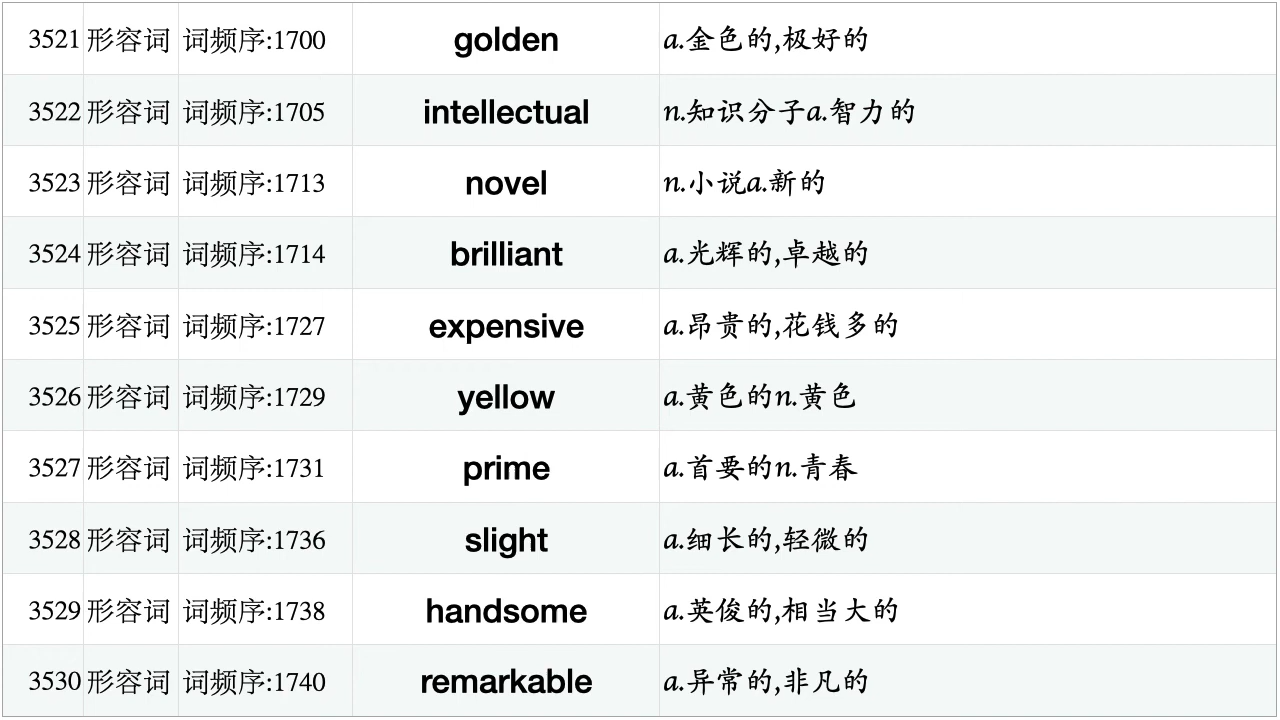 3521 形容词 词频序:1700 golden a.金色的,极好的
3522 形容词 词频序:1705 intellectual n.知识分子a.智力的
3523 形容词 词频序:1713 novel n.小说a.新的
3524 形容词 词频序:1714 brilliant a.光辉的,卓越的
3525 形容词 词频序:1727 expensive a.昂贵的,花钱多的
3526 形容词 词频序:1729 yellow a.黄色的n.黄色
3527 形容词 词频序:1731 prime a.首要的n.青春
3528 形容词 词频序:1736 slight a.细长的,轻微的
3529 形容词 词频序:1738 handsome a.英俊的,相当大的
3530 形容词 词频序:1740 remarkable a.异常的,非凡的